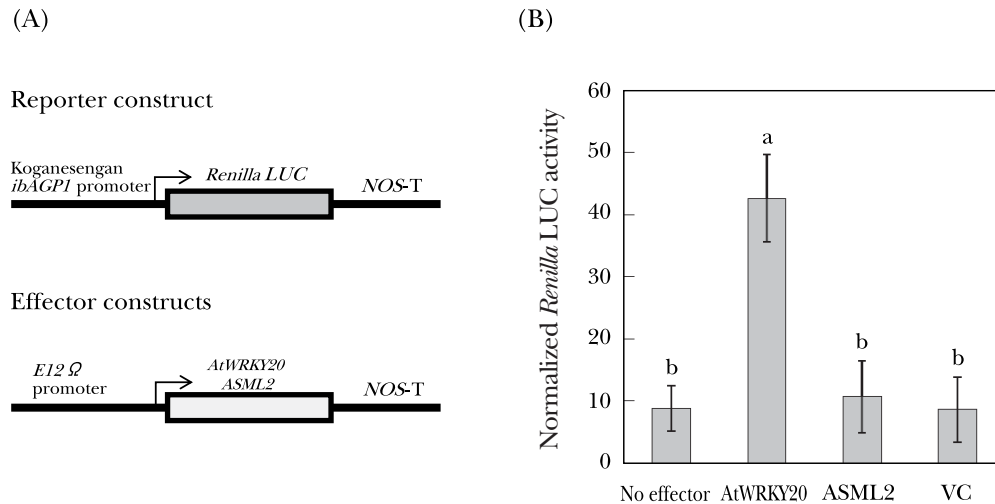 (A)
Reporter construct
Koganesengan
ibAGP1 promoter
Renilla LUC
NOS-T
Effector constructs
E12 Ω
promoter
AtWRKY20
ASML2
NOS-T
(B)
Normalized Renilla LUC activity
60
50
40
30
20
10
0
b
a
b
b
No effector
AtWRKY20
ASML2
VC